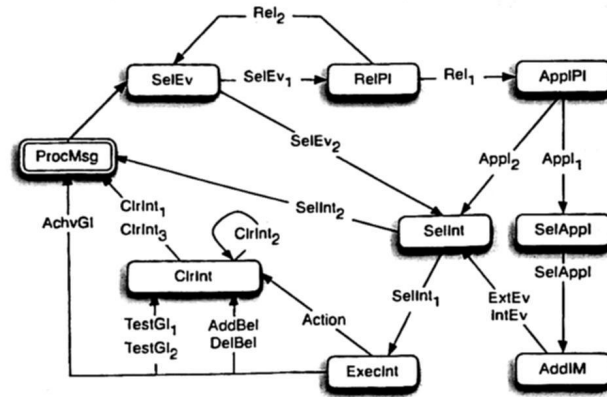 Rel2
SelEv
SelEv1
RelPl
Rel1
ApplPl
ProcMsg
SelEv2
Appl2
Appl1
AchvGl
ClrInt1
ClrInt3
ClrInt2
SelInt2
SelInt
SelAppl
SelAppl
ClrInt
SelInt1
ExtEv
IntEv
TestGl1
TestGl2
AddBel
DelBel
Action
ExecInt
AddIM